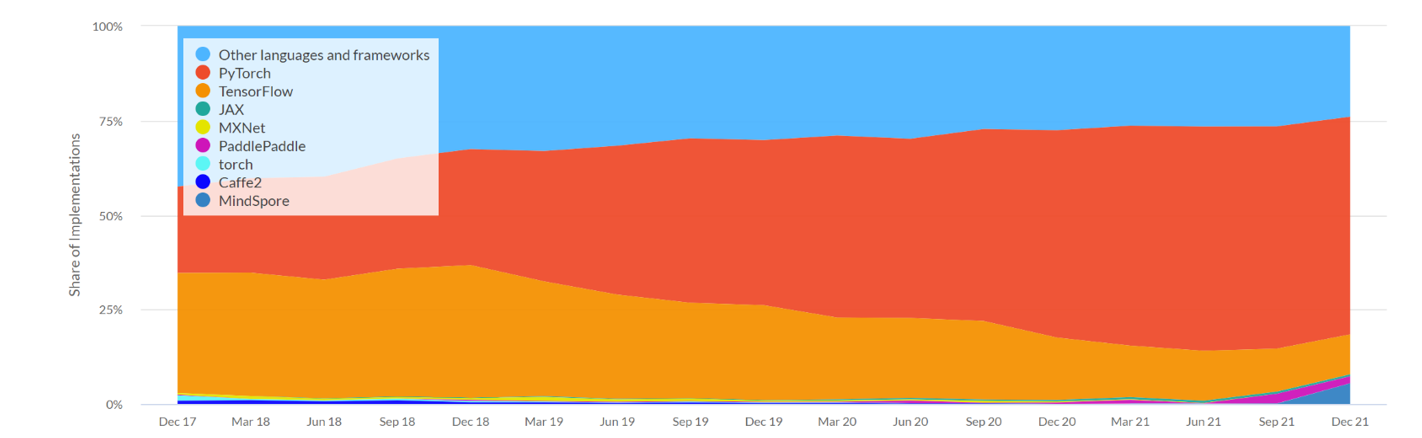 100%
75%
50%
25%
0%
Share of Implementations
Other languages and frameworks
PyTorch
TensorFlow
JAX
MXNet
PaddlePaddle
torch
Caffe2
MindSpore
Dec 17 Mar 18 Jun 18 Sep 18 Dec 18 Mar 19 Jun 19 Sep 19 Dec 19 Mar 20 Jun 20 Sep 20 Dec 20 Mar 21 Jun 21 Sep 21 Dec 21